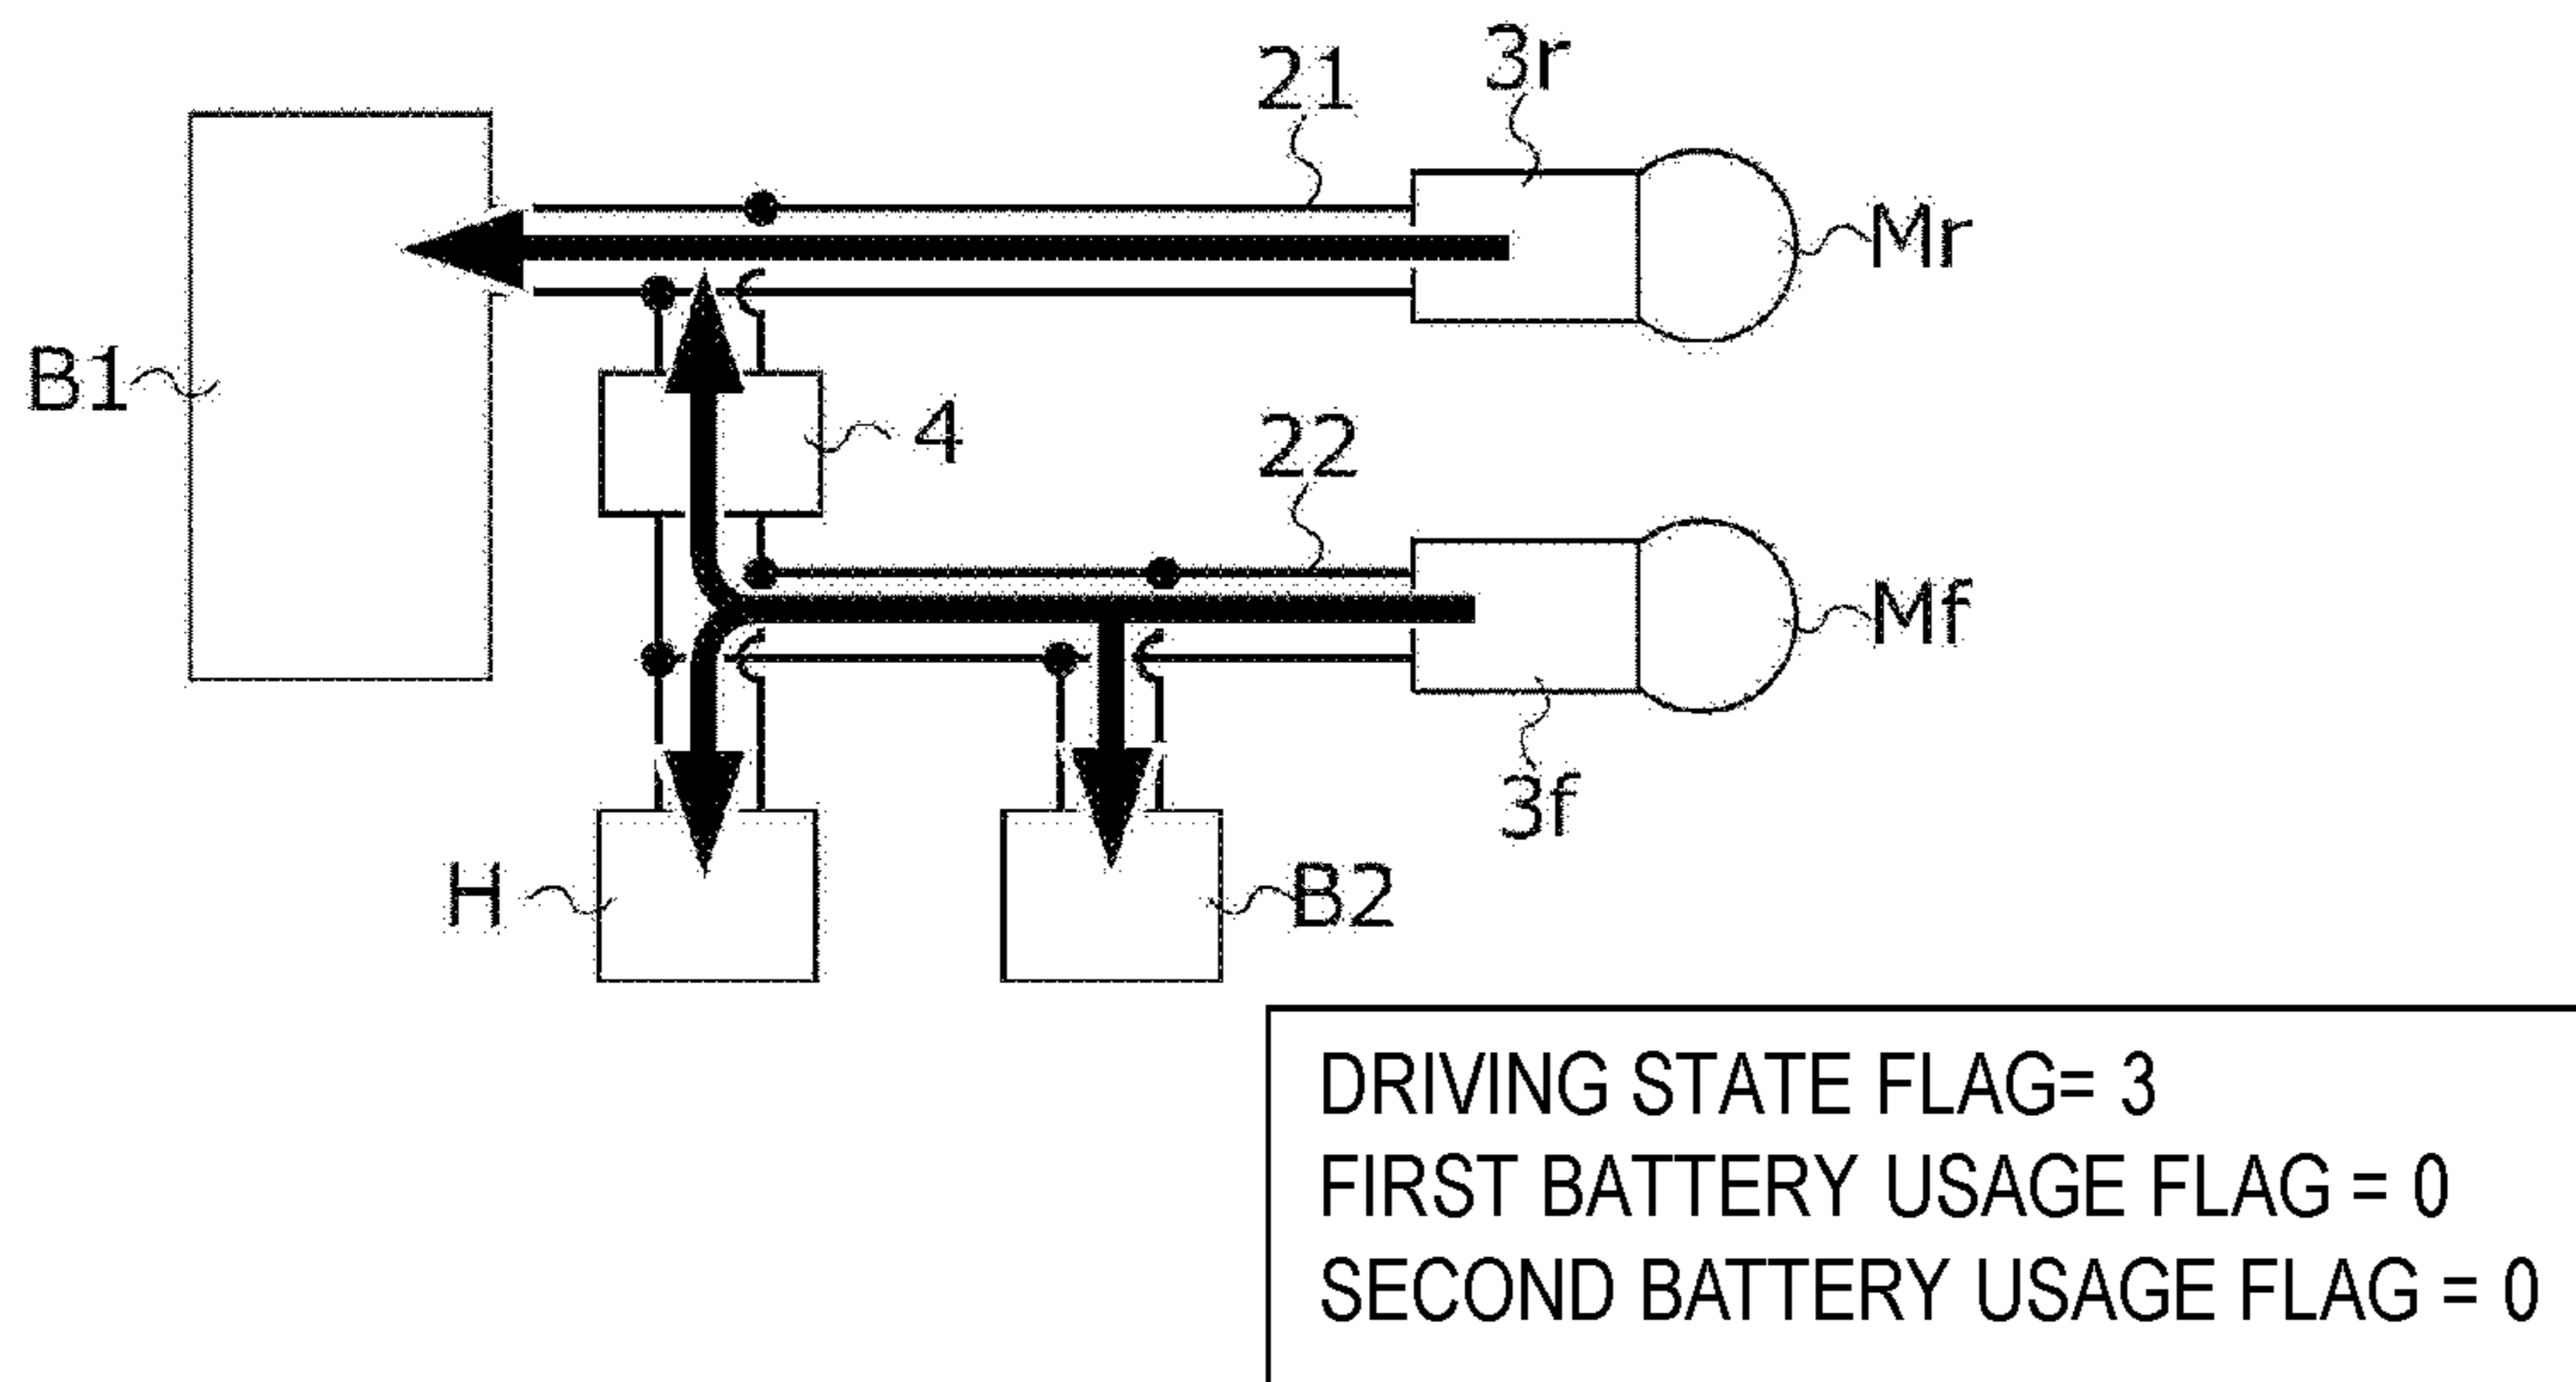 21
3r
Mr
B1
4
22
Mf
3f
H
B2
DRIVING STATE FLAG= 3
FIRST BATTERY USAGE FLAG = 0
SECOND BATTERY USAGE FLAG = 0